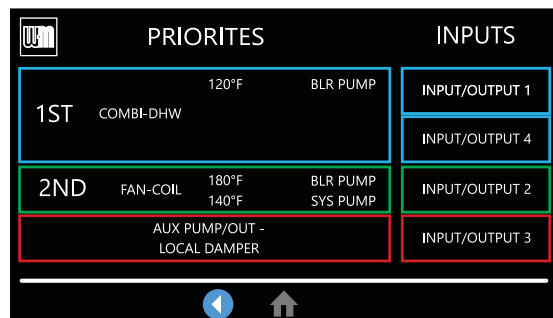 WM PRIORITES INPUTS
120°F BLR PUMP INPUT/OUTPUT 1
1ST COMBI-DHW
INPUT/OUTPUT 4
2ND FAN-COIL 180°F BLR PUMP INPUT/OUTPUT 2
140°F SYS PUMP
AUX PUMP/OUT - INPUT/OUTPUT 3
LOCAL DAMPER